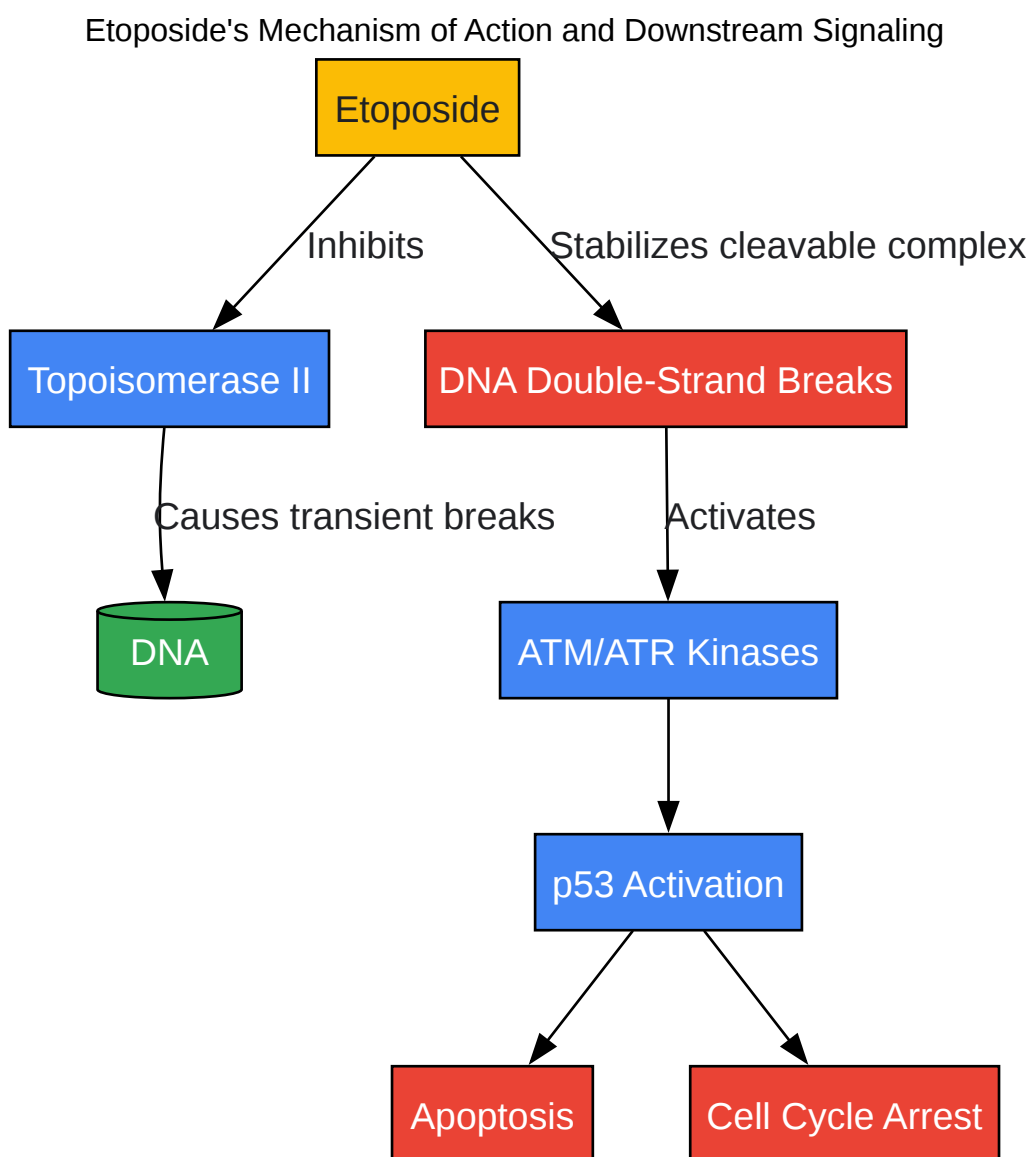 Etoposide's Mechanism of Action and Downstream Signaling
Etoposide
Inhibits
Stabilizes cleavable complex
Topoisomerase II
DNA Double-Strand Breaks
Causes transient breaks
Activates
DNA
ATM/ATR Kinases
p53 Activation
Apoptosis
Cell Cycle Arrest